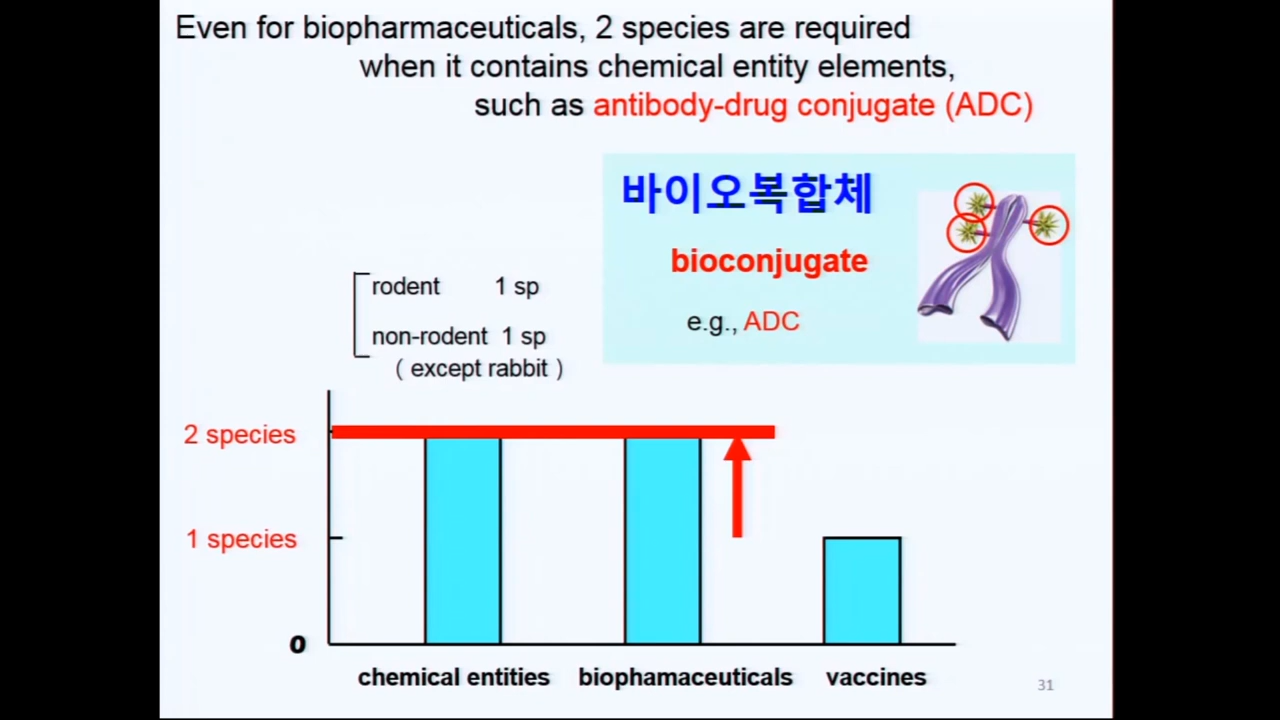 Even for biopharmaceuticals, 2 species are required
when it contains chemical entity elements,
such as antibody-drug conjugate (ADC)
바이오복합체
bioconjugate
e.g., ADC
rodent 1 sp
non-rodent 1 sp
( except rabbit )
2 species
1 species
0
chemical entities biophamaceuticals vaccines
31